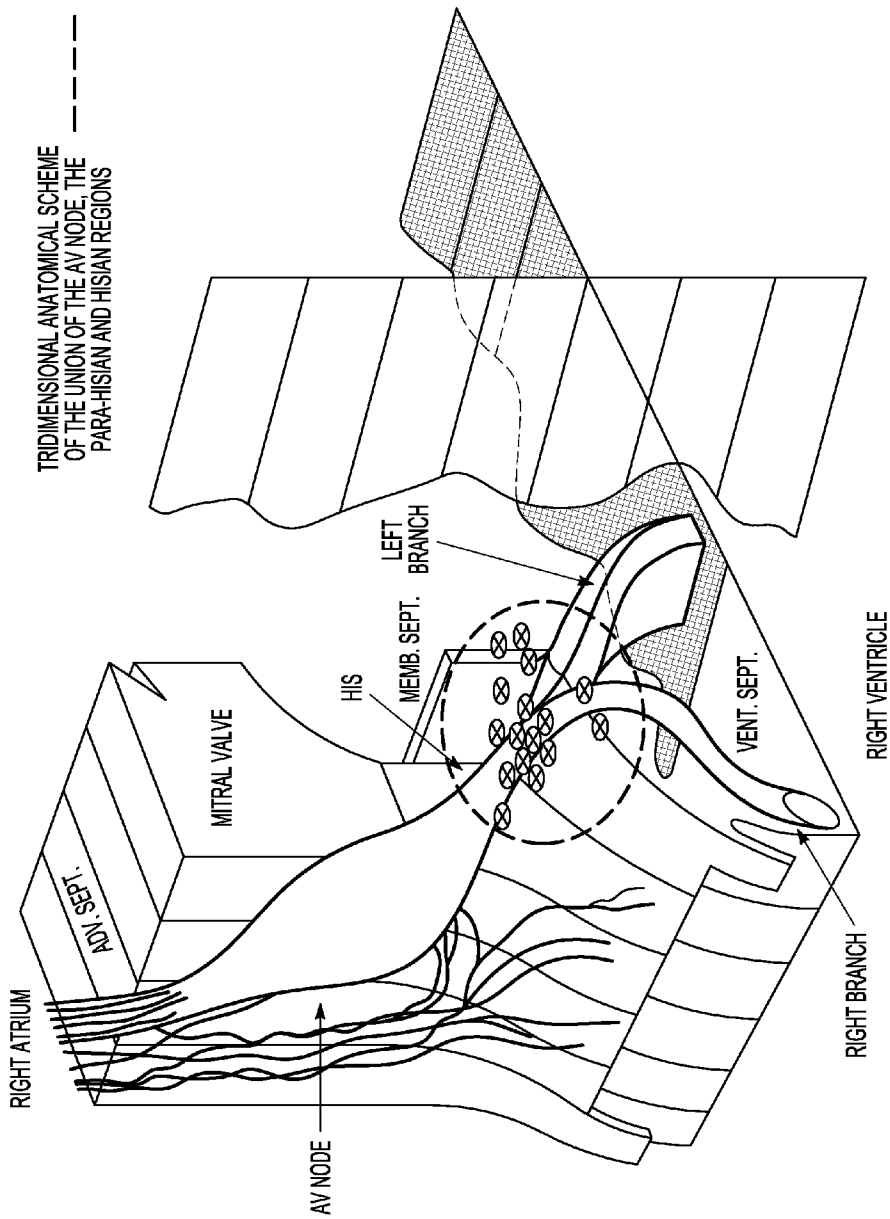 TRIDIMENSIONAL ANATOMICAL SCHEME
OF THE UNION OF THE AV NODE, THE
PARA-HISIAN AND HISIAN REGIONS
RIGHT ATRIUM
ADV. SEPT.
MITRAL VALVE
HIS
MEMB. SEPT.
LEFT
BRANCH
AV NODE
VENT. SEPT.
RIGHT BRANCH
RIGHT VENTRICLE